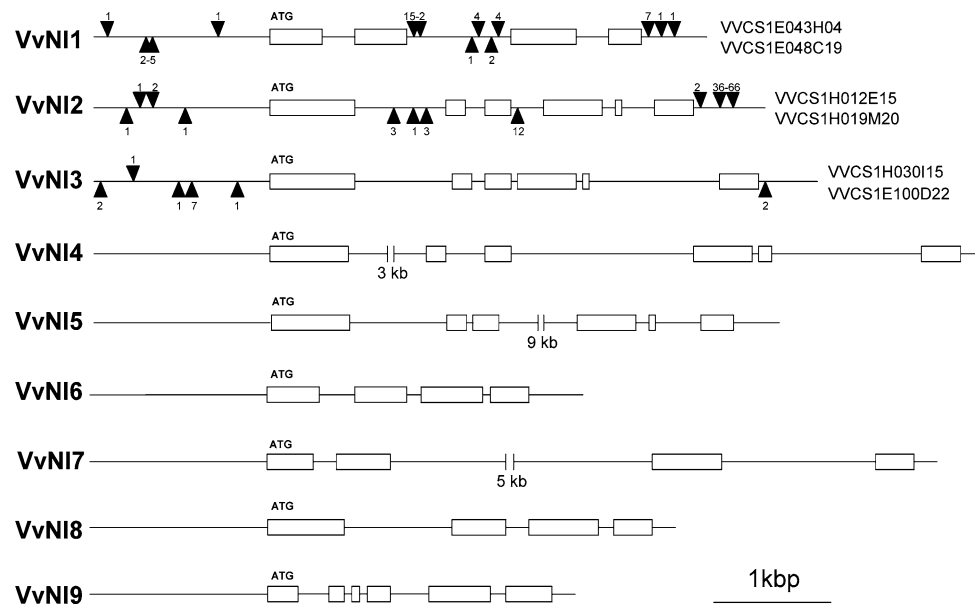 1 1 ATG 15-2 4 4 7 1 1
VvNI1 VVCS1E043H04
VVCS1E048C19
2-5 1 2
1 2 ATG 2 36-66
VvNI2 VVCS1H012E15
VVCS1H019M20
1 1 3 1 3 12
1 ATG
VvNI3 VVCS1H030I15
VVCS1E100D22
2 1 7 1 2
ATG
VvNI4
3 kb
ATG
VvNI5
9 kb
ATG
VvNI6
ATG
VvNI7
5 kb
ATG
VvNI8
ATG
VvNI9
1kbp